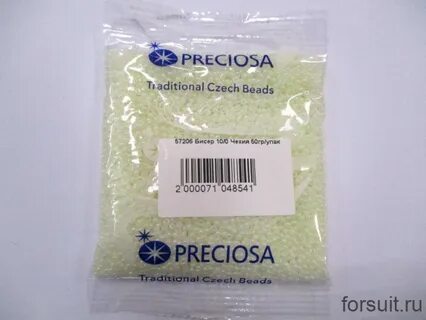 PRECIOSA
Traditional Czech Beads
57206 Бисер 10/0 Чехия 50гр/упак
2 000071 048541
PRECIOSA
Traditional Czech Beads
forsuit.ru